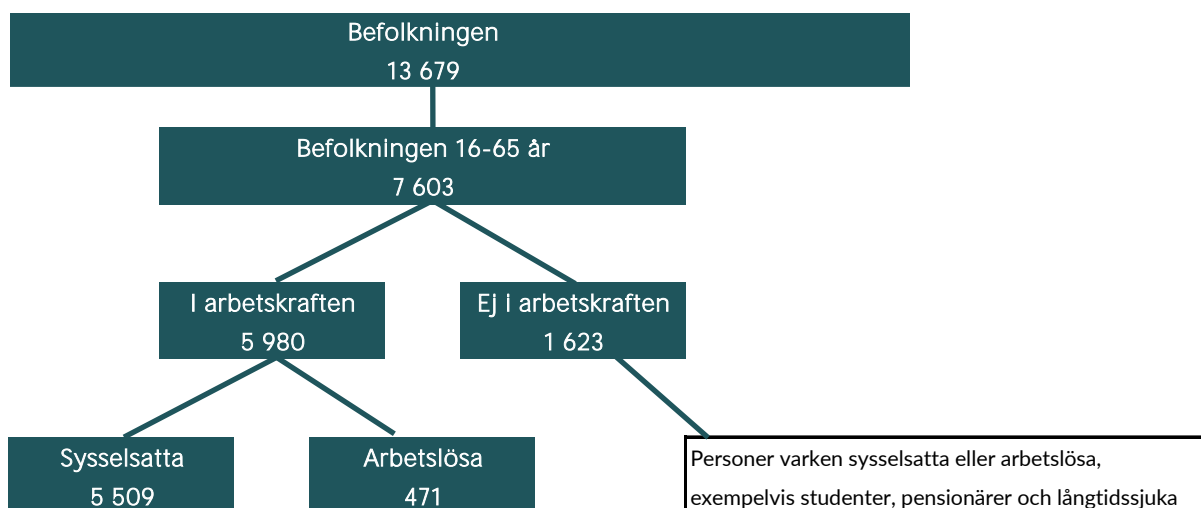 Befolkningen
13 679
Befolkningen 16-65 år
7 603
I arbetskraften
5 980
Ej i arbetskraften
1 623
Sysselsatta
5 509
Arbetslösa
471
Personer varken sysselsatta eller arbetslösa,
exempelvis studenter, pensionärer och långtidssjuka